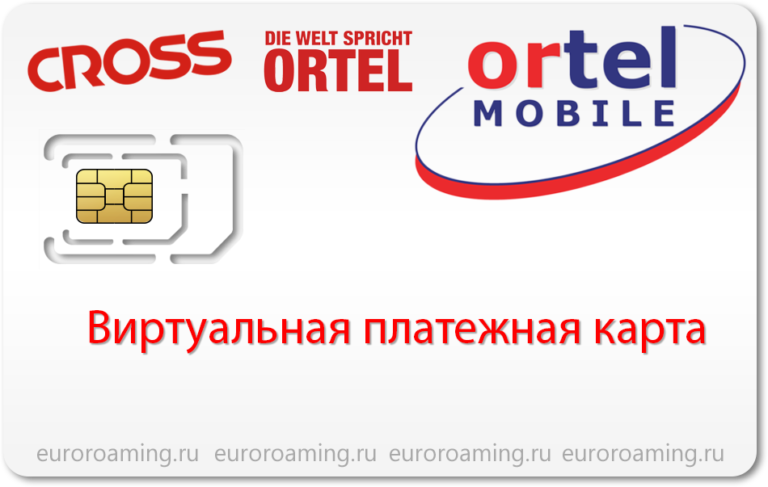 CROSS
DIE WELT SPRICHT
ORTEL
ortel
MOBILE
Виртуальная платежная карта
euroroaming.ru euroroaming.ru euroroaming.ru euroroaming.ru